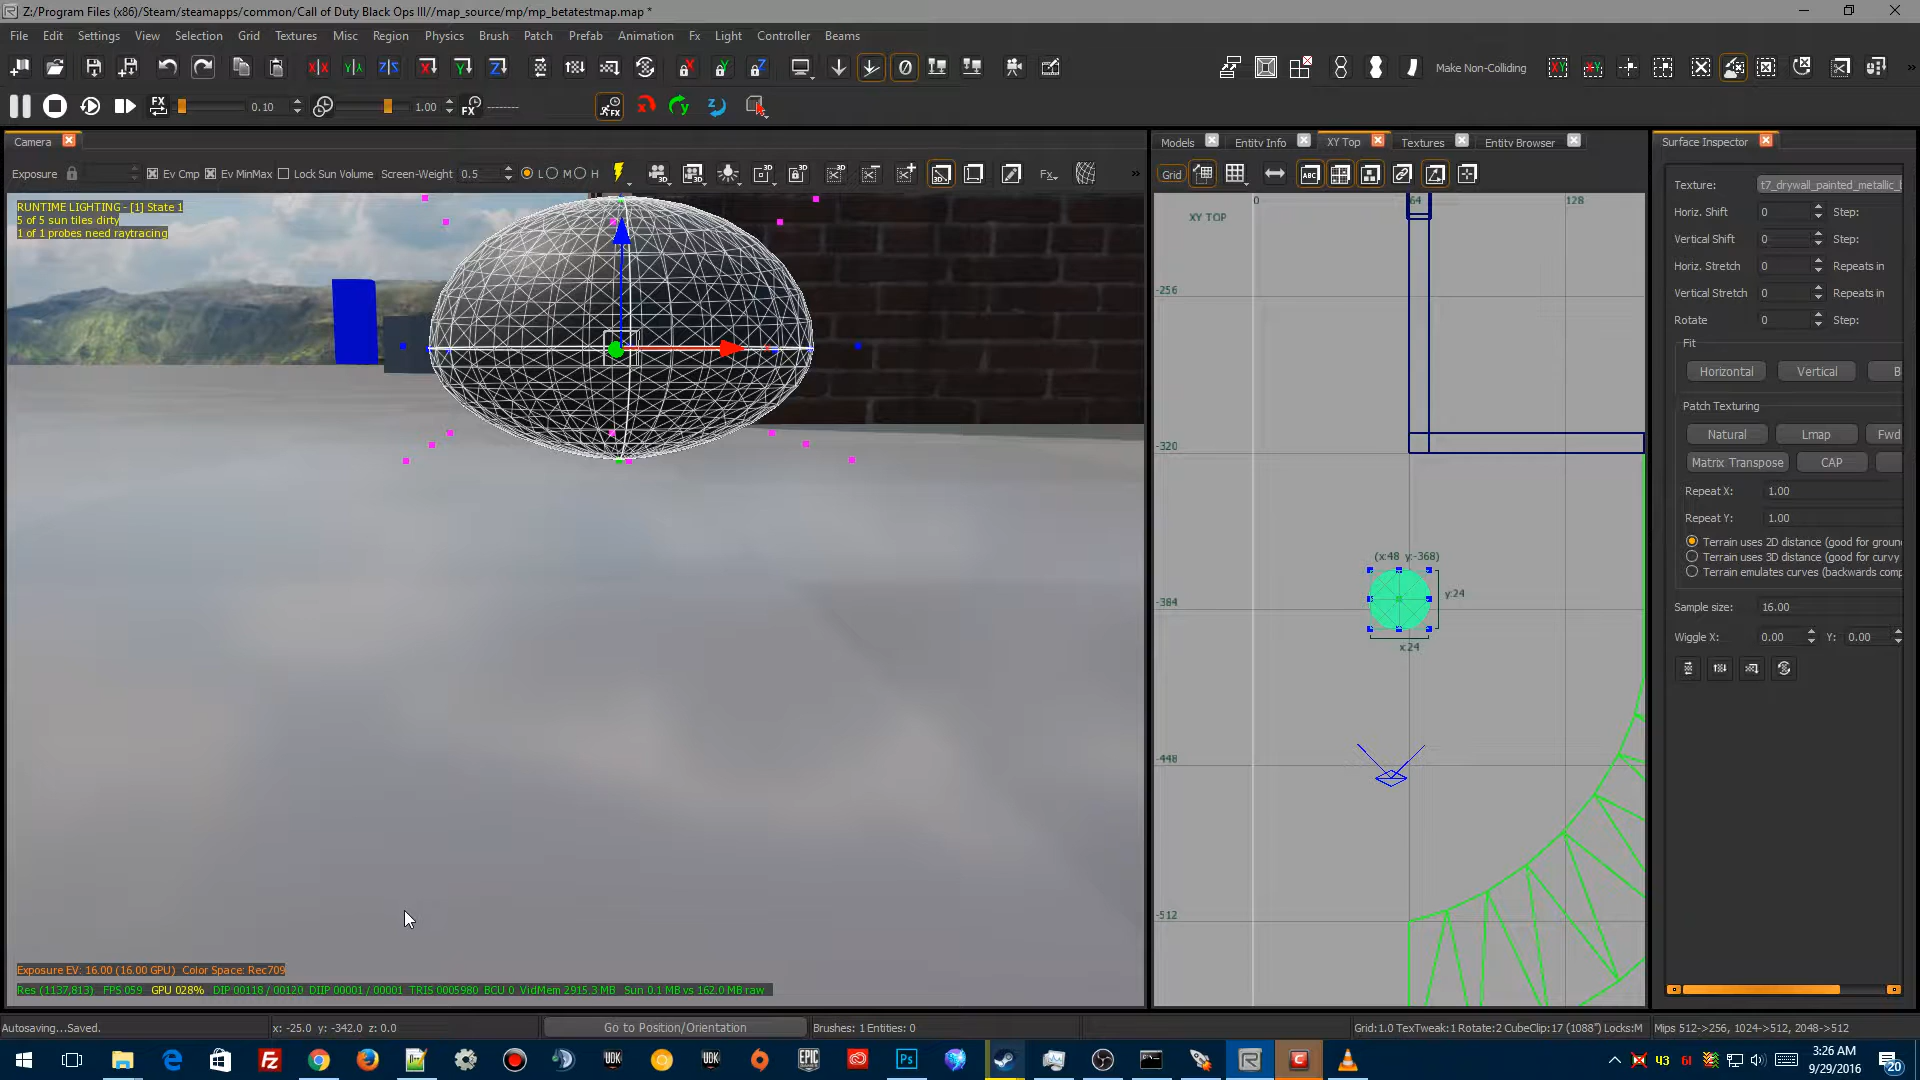 Z:/Program Files (x86)/Steam/steamapps/common/Call of Duty Black Ops III//map_source/mp/mp_betatestmap.map *
File Edit Settings View Selection Grid Textures Misc Region Physics Brush Patch Prefab Animation Fx Light Controller Beams
Make Non-Colliding
FX 0.10 1.00 FX --------
Camera
Models Entity Info XY Top Textures Entity Browser
Surface Inspector
Exposure Ev Cmp Ev MinMax Lock Sun Volume Screen-Weight 0.5 L M H Fx
Grid
RUNTIME LIGHTING - [1] State 1
5 of 5 sun tiles dirty
1 of 1 probes need raytracing
XY TOP
0 64 128
-256
-320
-384
-448
-512
(x:48 y:-368)
y:24
x:24
Texture: t7_drywall_painted_metallic_b
Horiz. Shift 0 Step:
Vertical Shift 0 Step:
Horiz. Stretch 0 Repeats in
Vertical Stretch 0 Repeats in
Rotate 0 Step:
Fit
Horizontal Vertical B
Patch Texturing
Natural Lmap Fwd
Matrix Transpose CAP
Repeat X: 1.00
Repeat Y: 1.00
Terrain uses 2D distance (good for groun
Terrain uses 3D distance (good for curvy
Terrain emulates curves (backwards comp
Sample size: 16.00
Wiggle X: 0.00 Y: 0.00
Exposure EV: 16.00 (16.00 GPU) Color Space: Rec709
Res (1137,813) FPS 059 GPU 028% DIP 00118 / 00120 DIIP 00001 / 00001 TRIS 0005980 BCU 0 VidMem 2915.3 MB Sun 0.1 MB vs 162.0 MB raw
Autosaving...Saved. x: -25.0 y: -342.0 z: 0.0 Go to Position/Orientation Brushes: 1 Entities: 0 Grid:1.0 TexTweak:1 Rotate:2 CubeClip:17 (1088") Locks:M Mips 512->256, 1024->512, 2048->512
UDK UDK EPIC GAMES Ps
3:26 AM
9/29/2016
20